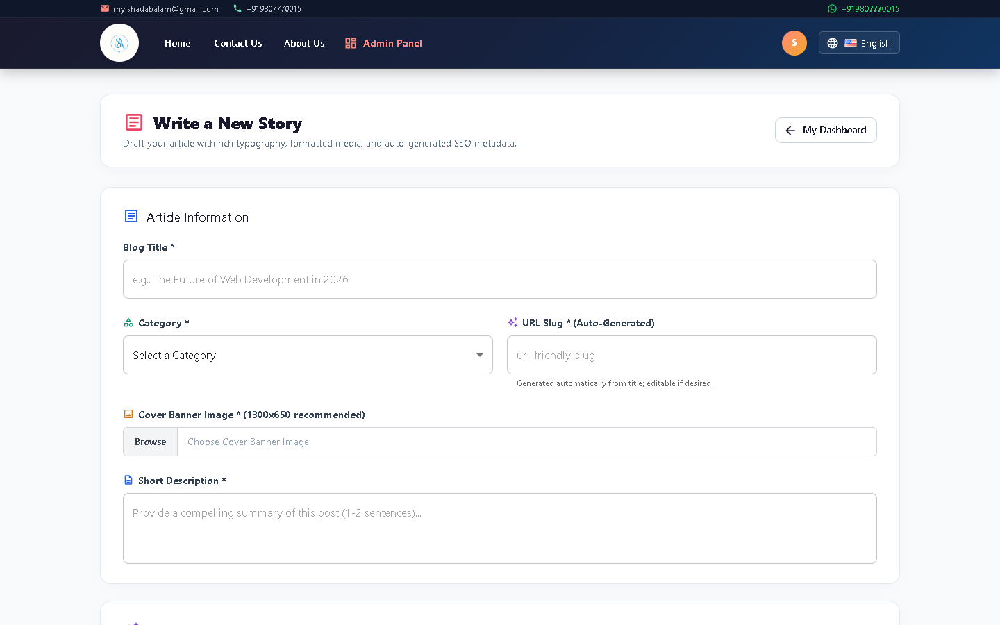 my.shadabalam@gmail.com +919807770015 +919807770015
Home Contact Us About Us Admin Panel S English
Write a New Story
Draft your article with rich typography, formatted media, and auto-generated SEO metadata.
My Dashboard
Article Information
Blog Title *
e.g., The Future of Web Development in 2026
Category * URL Slug * (Auto-Generated)
Select a Category url-friendly-slug
Generated automatically from title; editable if desired.
Cover Banner Image * (1300x650 recommended)
Browse Choose Cover Banner Image
Short Description *
Provide a compelling summary of this post (1-2 sentences)...